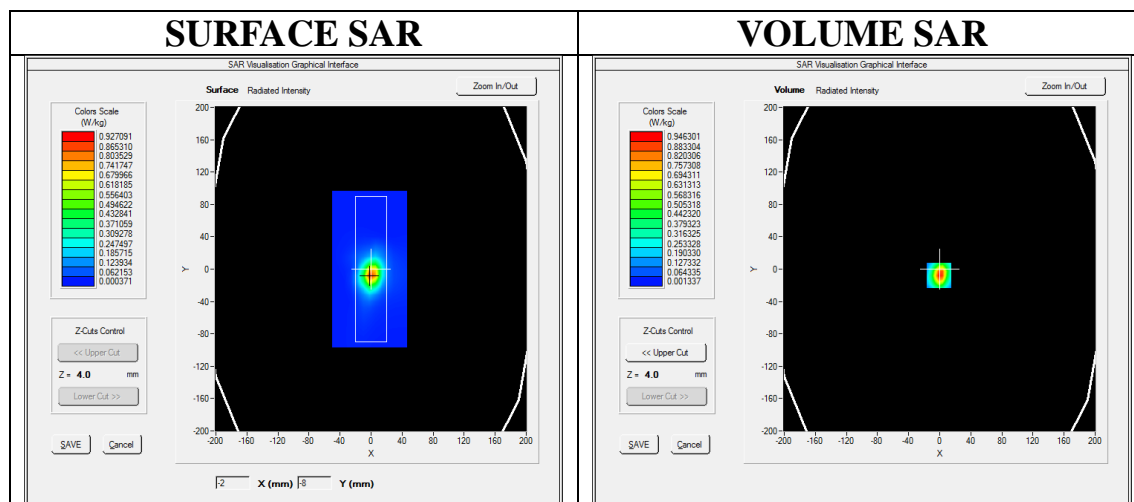 SURFACE SAR
VOLUME SAR
SAR Visualisation Graphical Interface
Surface Radiated Intensity
Zoom In/Out
Colors Scale
(W/kg)
0.927091
0.865310
0.803529
0.741747
0.679966
0.618185
0.556403
0.494622
0.432841
0.371059
0.309278
0.247497
0.185715
0.123934
0.062153
0.000371
Z-Cuts Control
<< Upper Cut
Z = 4.0 mm
Lower Cut >>
SAVE Cancel
200
160
120
80
40
0
-40
-80
-120
-160
-200
Y
-200 -160 -120 -80 -40 0 40 80 120 160 200
X
-2 X (mm) -8 Y (mm)
SAR Visualisation Graphical Interface
Volume Radiated Intensity
Zoom In/Out
Colors Scale
(W/kg)
0.946301
0.883304
0.820306
0.757308
0.694311
0.631313
0.568316
0.505318
0.442320
0.379323
0.316325
0.253328
0.190330
0.127332
0.064335
0.001337
Z-Cuts Control
<< Upper Cut
Z = 4.0 mm
Lower Cut >>
SAVE Cancel
200
160
120
80
40
0
-40
-80
-120
-160
-200
Y
-200 -160 -120 -80 -40 0 40 80 120 160 200
X